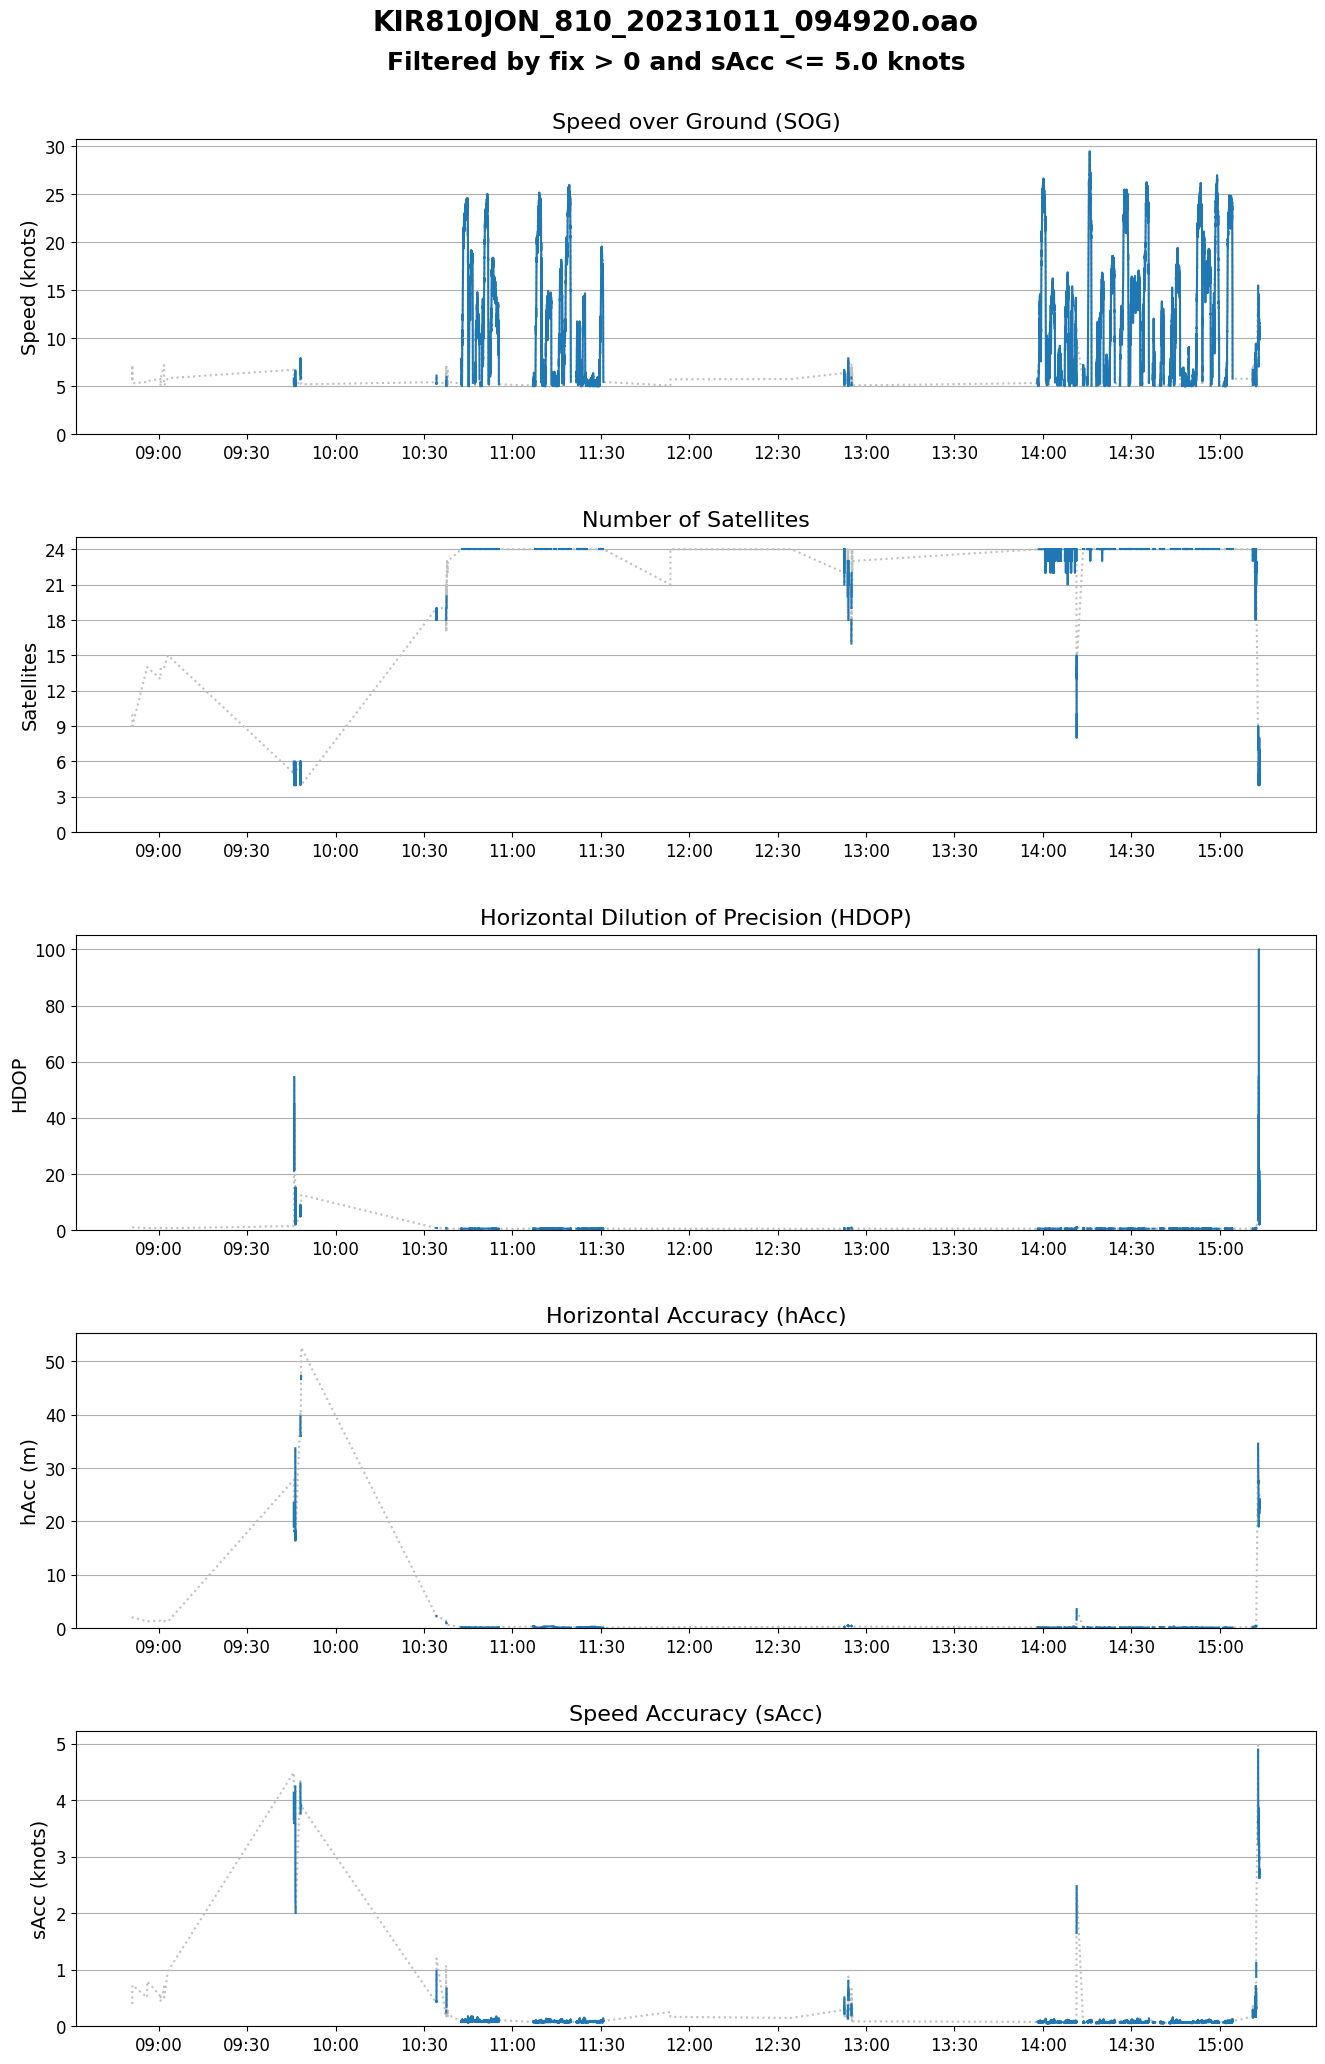 KIR810JON_810_20231011_094920.oao
Filtered by fix > 0 and sAcc <= 5.0 knots
Speed over Ground (SOG)
Speed (knots)
30
25
20
15
10
5
0
09:00 09:30 10:00 10:30 11:00 11:30 12:00 12:30 13:00 13:30 14:00 14:30 15:00
Number of Satellites
Satellites
24
21
18
15
12
9
6
3
0
09:00 09:30 10:00 10:30 11:00 11:30 12:00 12:30 13:00 13:30 14:00 14:30 15:00
Horizontal Dilution of Precision (HDOP)
HDOP
100
80
60
40
20
0
09:00 09:30 10:00 10:30 11:00 11:30 12:00 12:30 13:00 13:30 14:00 14:30 15:00
Horizontal Accuracy (hAcc)
hAcc (m)
50
40
30
20
10
0
09:00 09:30 10:00 10:30 11:00 11:30 12:00 12:30 13:00 13:30 14:00 14:30 15:00
Speed Accuracy (sAcc)
sAcc (knots)
5
4
3
2
1
0
09:00 09:30 10:00 10:30 11:00 11:30 12:00 12:30 13:00 13:30 14:00 14:30 15:00